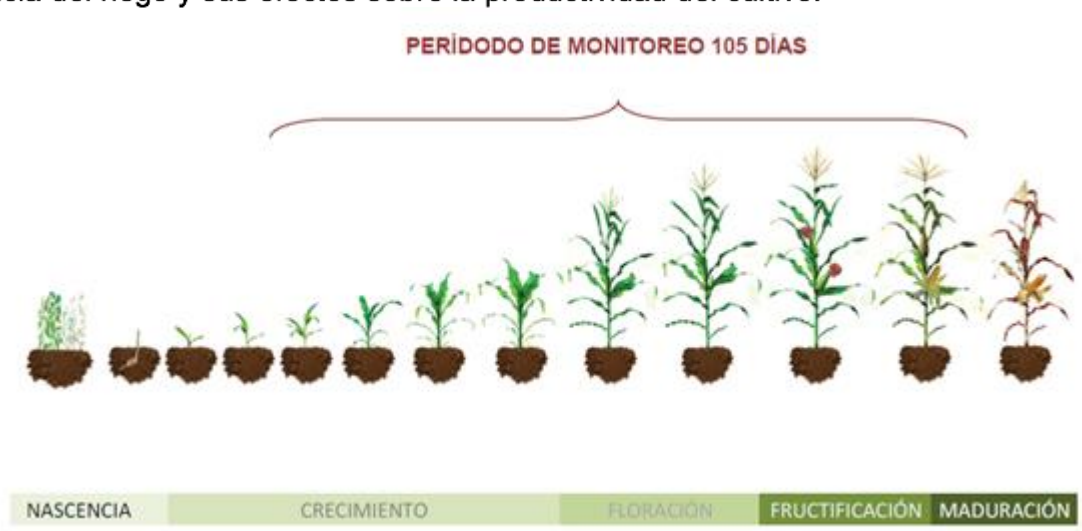 del riego y sus efectos sobre la productividad del cultivo.
PERÍDODO DE MONITOREO 105 DÍAS
NASCENCIA CRECIMIENTO FLORACIÓN FRUCTIFICACIÓN MADURACIÓN